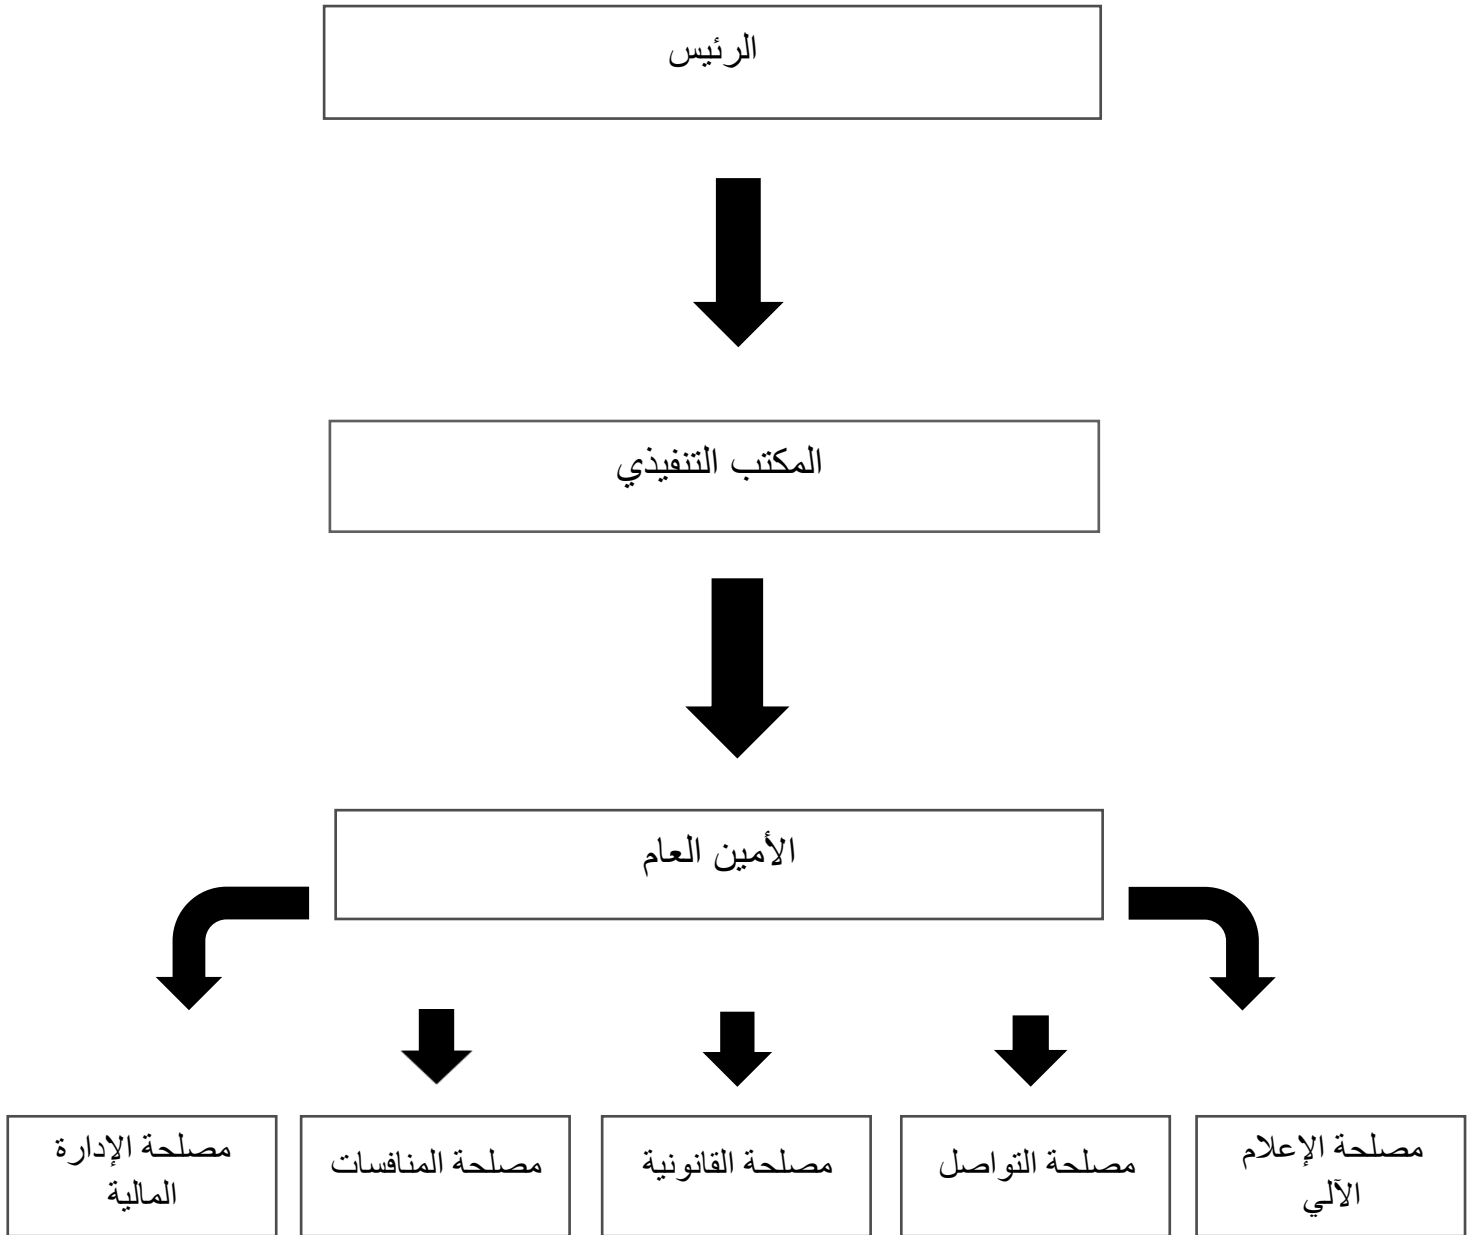 الرئيس
المكتب التنفيذي
الأمين العام
مصلحة الإعلام
الآلي
مصلحة التواصل
مصلحة القانونية
مصلحة المنافسات
مصلحة الإدارة
المالية